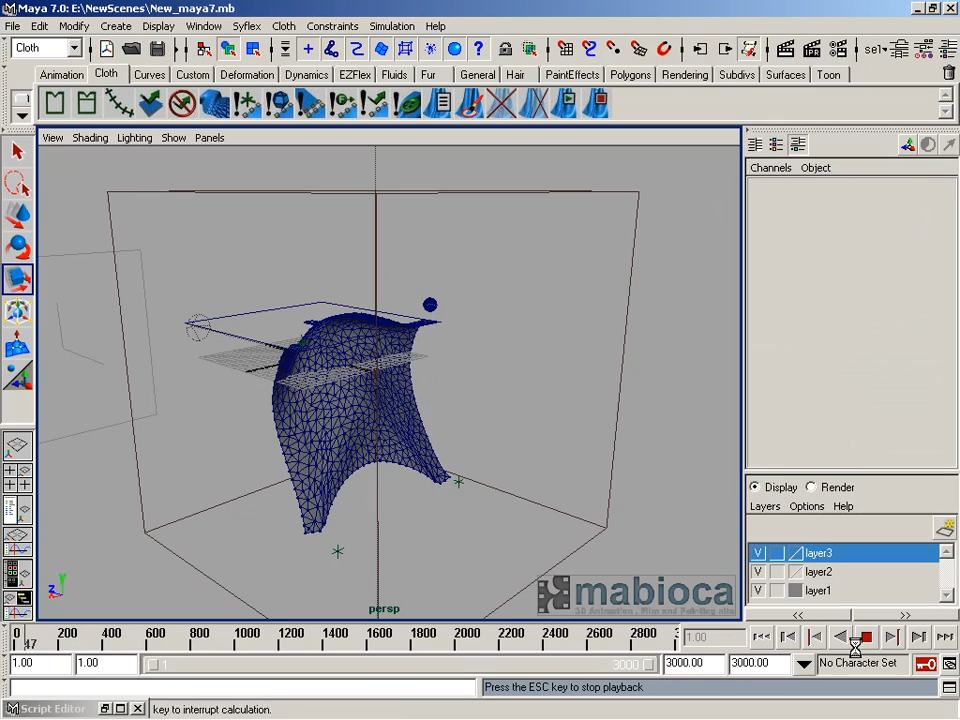 Maya 7.0: E:\NewScenes\New_maya7.mb
File Edit Modify Create Display Window Syflex Cloth Constraints Simulation Help
Cloth
sel
Animation Cloth Curves Custom Deformation Dynamics EZFlex Fluids Fur General Hair PaintEffects Polygons Rendering Subdivs Surfaces Toon
View Shading Lighting Show Panels
Channels Object
Display Render
Layers Options Help
V layer3
V layer2
V layer1
mabioca
persp
0 200 400 600 800 1000 1200 1400 1600 1800 2000 2200 2400 2600 2800 3
47
1.00
1.00 1.00 1 3000 3000.00 3000.00 No Character Set
Press the ESC key to stop playback
Script Editor key to interrupt calculation.